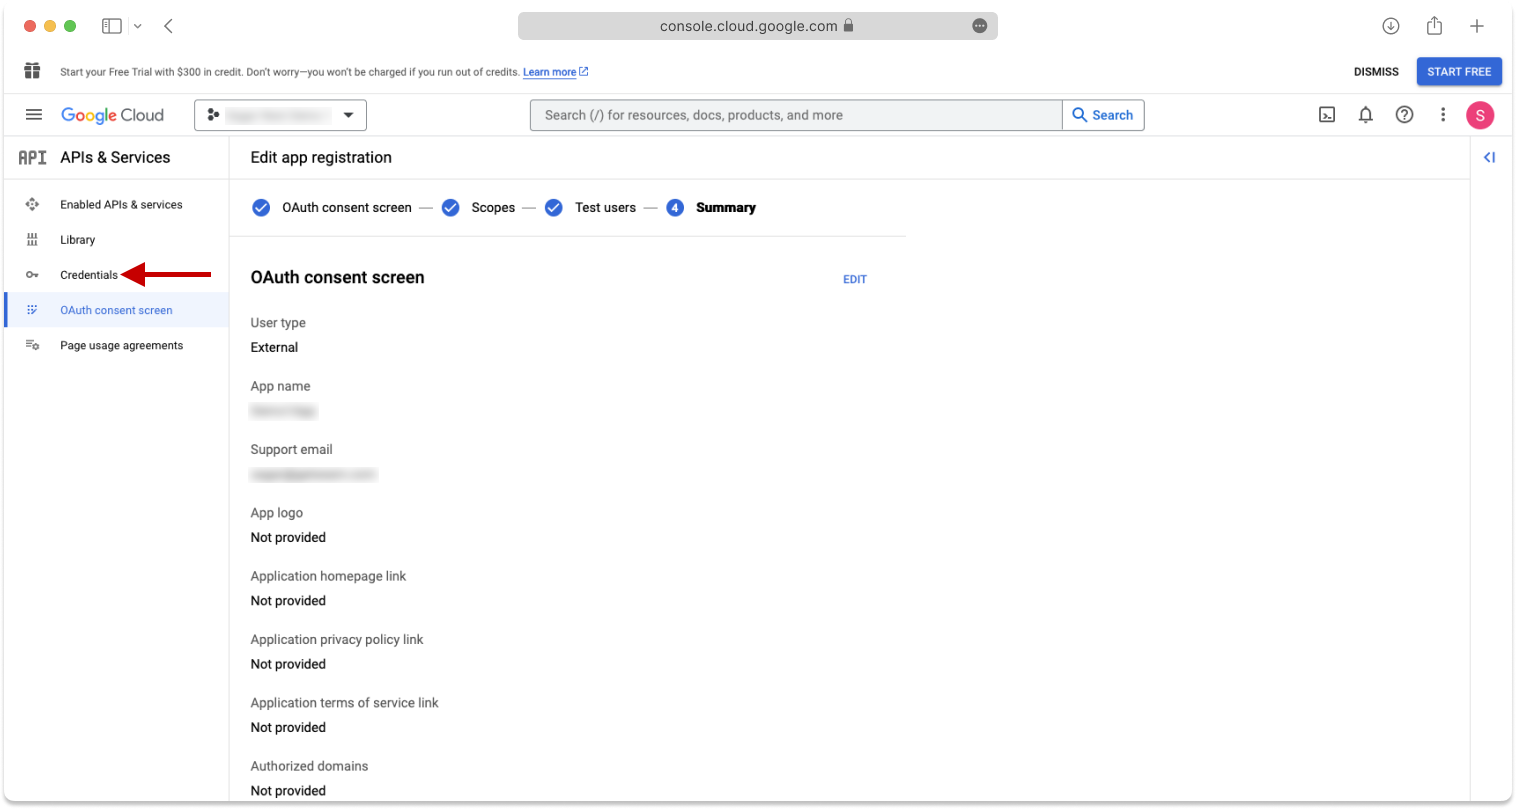 console.cloud.google.com
Start your Free Trial with $300 in credit. Don't worry—you won't be charged if you run out of credits. Learn more
DISMISS
START FREE
Google Cloud
Search (/) for resources, docs, products, and more
Search
S
API APIs & Services
Edit app registration
Enabled APIs & services
Library
Credentials
OAuth consent screen
Page usage agreements
OAuth consent screen — Scopes — Test users — 4 Summary
OAuth consent screen
EDIT
User type
External
App name
Support email
App logo
Not provided
Application homepage link
Not provided
Application privacy policy link
Not provided
Application terms of service link
Not provided
Authorized domains
Not provided